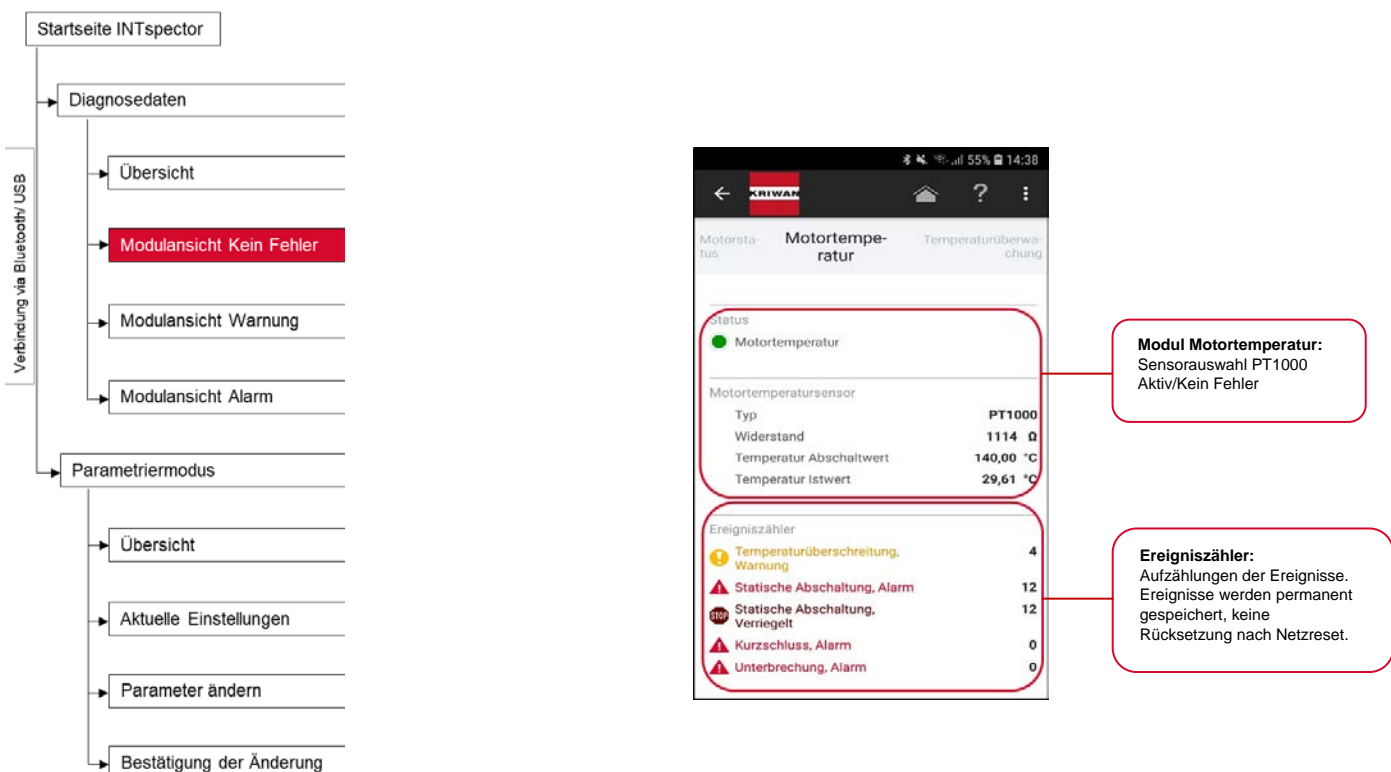 Startseite INTspector
Diagnosedaten
Übersicht
Modulansicht Kein Fehler
Modulansicht Warnung
Modulansicht Alarm
Verbindung via Bluetooth/ USB
Parametriermodus
Übersicht
Aktuelle Einstellungen
Parameter ändern
Bestätigung der Änderung
55% 14:38
KRIWAN
?
Motorsta-
tus
Motortempe-
ratur
Temperaturüberwa-
chung
Status
Motortemperatur
Motortemperatursensor
Typ PT1000
Widerstand 1114 Ω
Temperatur Abschaltwert 140,00 °C
Temperatur Istwert 29,61 °C
Ereigniszähler
Temperaturüberschreitung, 4
Warnung
Statische Abschaltung, Alarm 12
STOP Statische Abschaltung, 12
Verriegelt
Kurzschluss, Alarm 0
Unterbrechung, Alarm 0
Modul Motortemperatur:
Sensorauswahl PT1000
Aktiv/Kein Fehler
Ereigniszähler:
Aufzählungen der Ereignisse.
Ereignisse werden permanent
gespeichert, keine
Rücksetzung nach Netzreset.